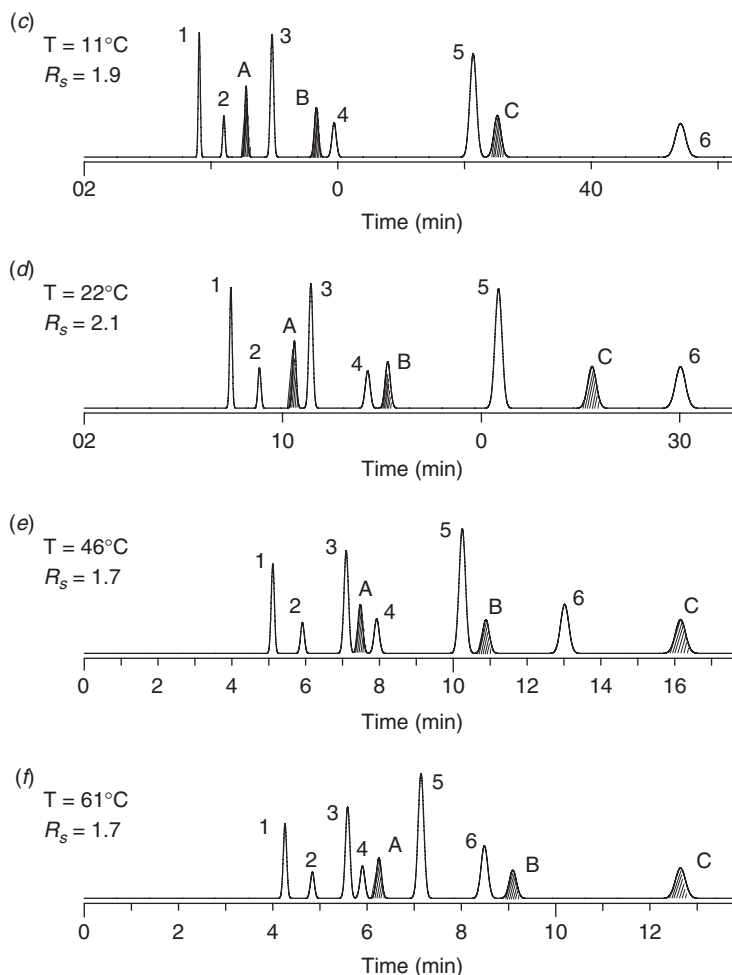 (c)
T = 11°C
Rs = 1.9
1 2 A 3 B 4 5 C 6
02 0 40
Time (min)
(d)
T = 22°C
Rs = 2.1
1 2 A 3 4 B 5 C 6
02 10 0 30
Time (min)
(e)
T = 46°C
Rs = 1.7
1 2 3 A 4 5 B 6 C
0 2 4 6 8 10 12 14 16
Time (min)
(f)
T = 61°C
Rs = 1.7
1 2 3 4 A 5 6 B C
0 2 4 6 8 10 12
Time (min)